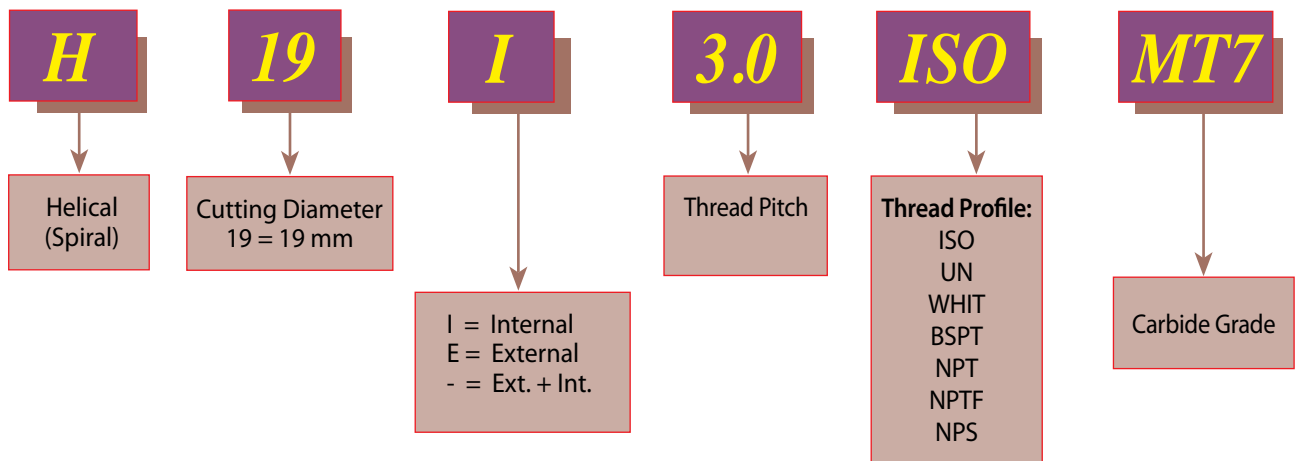 H
19
I
3.0
ISO
MT7
Helical
(Spiral)
Cutting Diameter
19 = 19 mm
I = Internal
E = External
- = Ext. + Int.
Thread Pitch
Thread Profile:
ISO
UN
WHIT
BSPT
NPT
NPTF
NPS
Carbide Grade